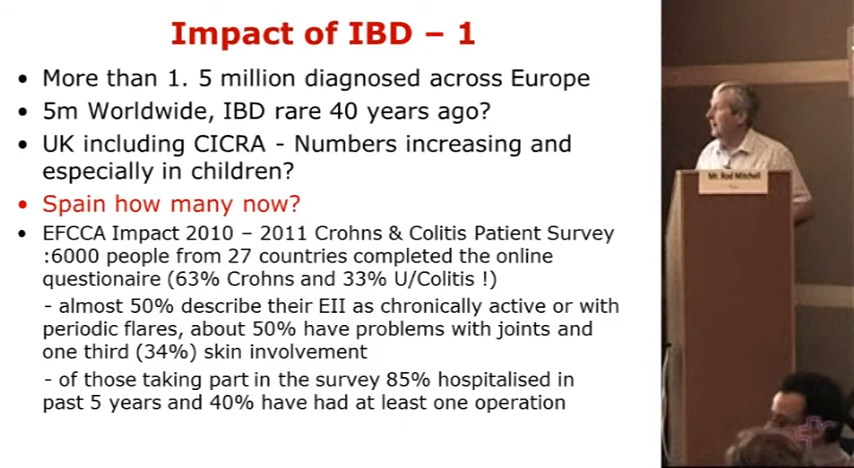 Impact of IBD – 1
• More than 1. 5 million diagnosed across Europe
• 5m Worldwide, IBD rare 40 years ago?
• UK including CICRA - Numbers increasing and
especially in children?
• Spain how many now?
• EFCCA Impact 2010 – 2011 Crohns & Colitis Patient Survey
:6000 people from 27 countries completed the online
questionaire (63% Crohns and 33% U/Colitis !)
- almost 50% describe their EII as chronically active or with
periodic flares, about 50% have problems with joints and
one third (34%) skin involvement
- of those taking part in the survey 85% hospitalised in
past 5 years and 40% have had at least one operation
Mr. Rod Mitchell